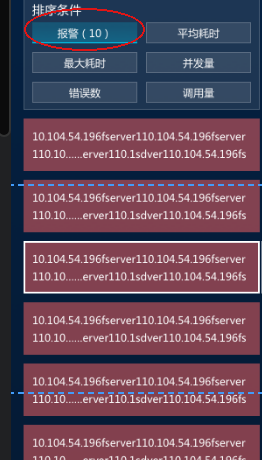 排序条件
报警（10）
平均耗时
最大耗时
并发量
错误数
调用量
10.104.54.196fserver110.104.54.196fserver
110.10......erver110.1sdver110.104.54.196fs
10.104.54.196fserver110.104.54.196fserver
110.10......erver110.1sdver110.104.54.196fs
10.104.54.196fserver110.104.54.196fserver
110.10......erver110.1sdver110.104.54.196fs
10.104.54.196fserver110.104.54.196fserver
110.10......erver110.1sdver110.104.54.196fs
10.104.54.196fserver110.104.54.196fserver
110.10......erver110.1sdver110.104.54.196fs
10.104.54.196fserver110.104.54.196fserver
110.10......erver110.1sdver110.104.54.196fs